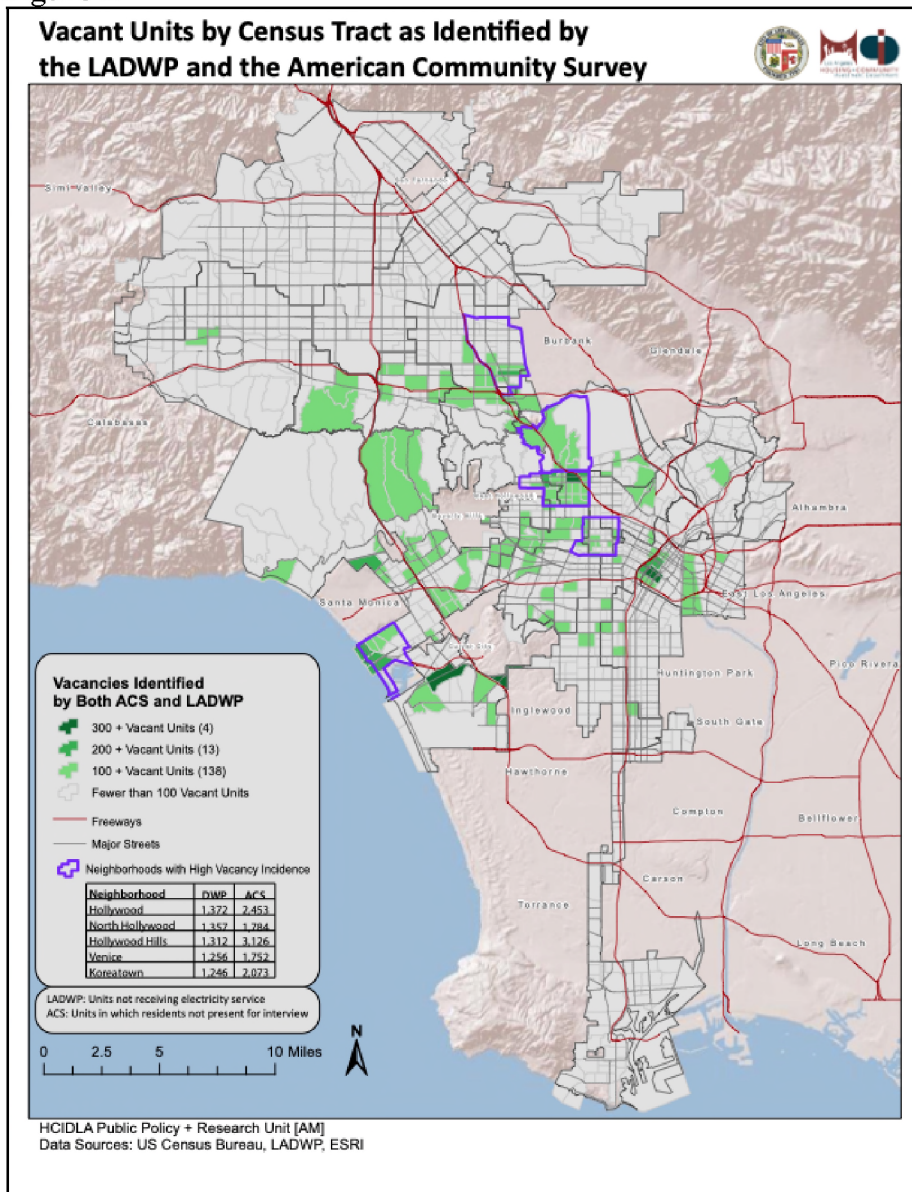 Vacant Units by Census Tract as Identified by
the LADWP and the American Community Survey
HOUSING+COMMUNITY
Simi Valley
San Fernando
Burbank
Glendale
Calabasas
Alhambra
Santa Monica
East Los Angeles
Culver City
Pico Rivera
Huntington Park
Inglewood
South Gate
Hawthorne
Compton
Bellflower
Carson
Torrance
Long Beach
Vacancies Identified
by Both ACS and LADWP
300 + Vacant Units (4)
200 + Vacant Units (13)
100 + Vacant Units (138)
Fewer than 100 Vacant Units
Freeways
Major Streets
Neighborhoods with High Vacancy Incidence
Neighborhood DWP ACS
Hollywood 1,372 2,453
North Hollywood 1,357 1,784
Hollywood Hills 1,312 3,126
Venice 1,256 1,752
Koreatown 1,246 2,073
LADWP: Units not receiving electricity service
ACS: Units in which residents not present for interview
N
0 2.5 5 10 Miles
HCIDLA Public Policy + Research Unit [AM]
Data Sources: US Census Bureau, LADWP, ESRI